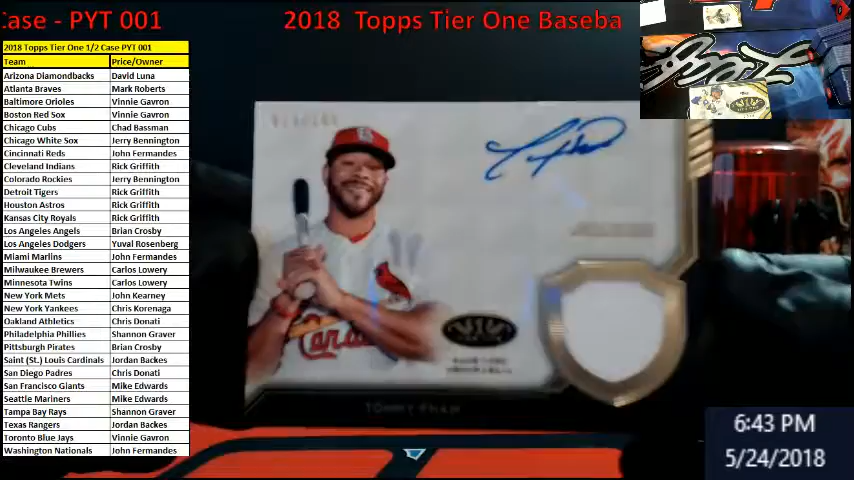 Case - PYT 001
2018 Topps Tier One Baseba
2018 Topps Tier One 1/2 Case PYT 001
Team Price/Owner
Arizona Diamondbacks David Luna
Atlanta Braves Mark Roberts
Baltimore Orioles Vinnie Gavron
Boston Red Sox Vinnie Gavron
Chicago Cubs Chad Bassman
Chicago White Sox Jerry Bennington
Cincinnati Reds John Fermandes
Cleveland Indians Rick Griffith
Colorado Rockies Jerry Bennington
Detroit Tigers Rick Griffith
Houston Astros Rick Griffith
Kansas City Royals Rick Griffith
Los Angeles Angels Brian Crosby
Los Angeles Dodgers Yuval Rosenberg
Miami Marlins John Fermandes
Milwaukee Brewers Carlos Lowery
Minnesota Twins Carlos Lowery
New York Mets John Kearney
New York Yankees Chris Korenaga
Oakland Athletics Chris Donati
Philadelphia Phillies Shannon Graver
Pittsburgh Pirates Brian Crosby
Saint (St.) Louis Cardinals Jordan Backes
San Diego Padres Chris Donati
San Francisco Giants Mike Edwards
Seattle Mariners Mike Edwards
Tampa Bay Rays Shannon Graver
Texas Rangers Jordan Backes
Toronto Blue Jays Vinnie Gavron
Washington Nationals John Fermandes
TOMMY PHAM
6:43 PM
5/24/2018